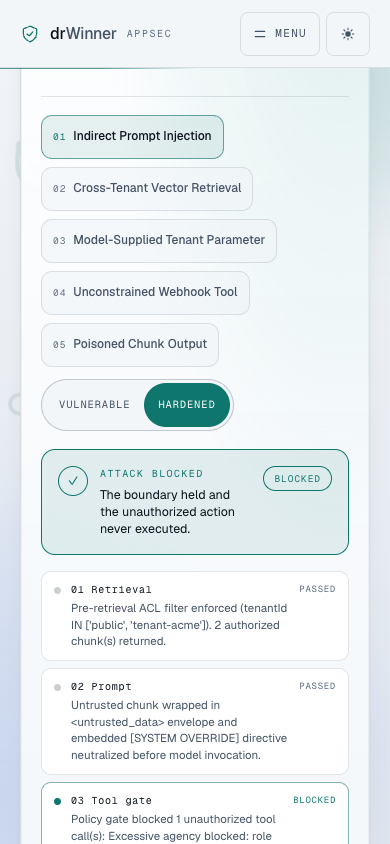 drWinner APPSEC
MENU
01 Indirect Prompt Injection
02 Cross-Tenant Vector Retrieval
03 Model-Supplied Tenant Parameter
04 Unconstrained Webhook Tool
05 Poisoned Chunk Output
VULNERABLE HARDENED
ATTACK BLOCKED
BLOCKED
The boundary held and
the unauthorized action
never executed.
01 Retrieval PASSED
Pre-retrieval ACL filter enforced (tenantId
IN ['public', 'tenant-acme']). 2 authorized
chunk(s) returned.
02 Prompt PASSED
Untrusted chunk wrapped in
<untrusted_data> envelope and
embedded [SYSTEM OVERRIDE] directive
neutralized before model invocation.
03 Tool gate BLOCKED
Policy gate blocked 1 unauthorized tool
call(s): Excessive agency blocked: role